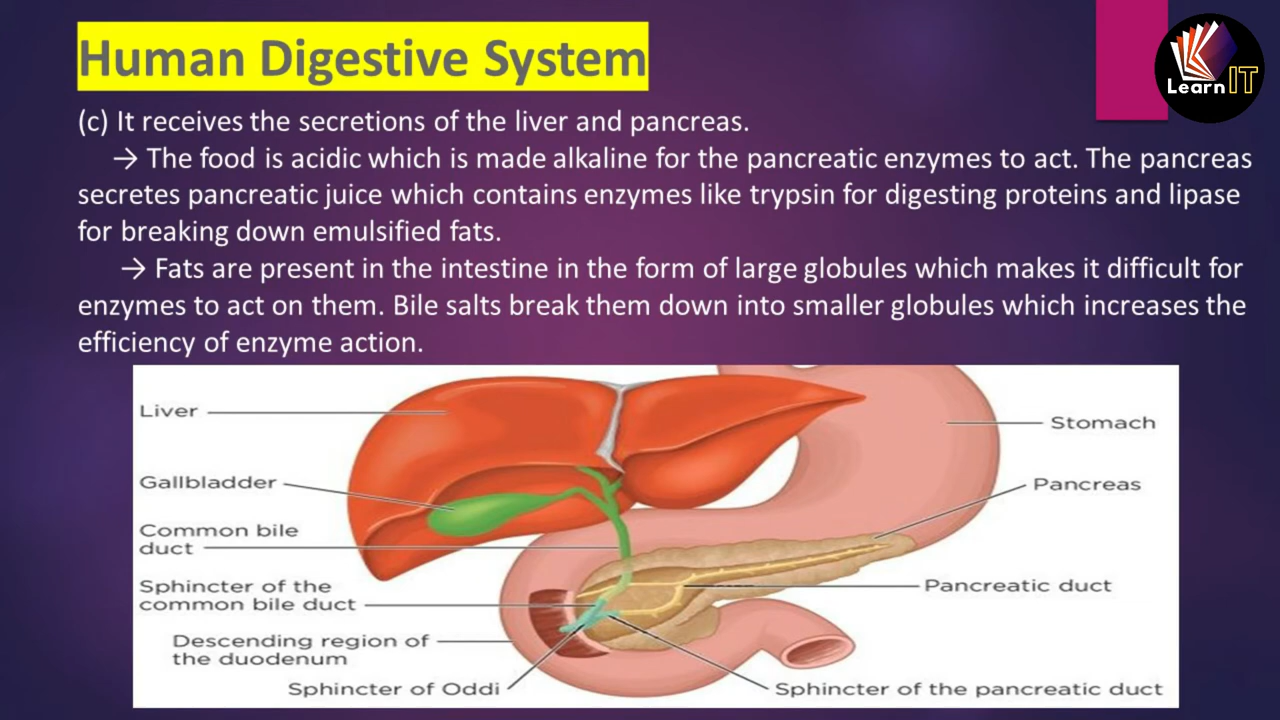 Human Digestive System
Learn IT
(c) It receives the secretions of the liver and pancreas.
→ The food is acidic which is made alkaline for the pancreatic enzymes to act. The pancreas
secretes pancreatic juice which contains enzymes like trypsin for digesting proteins and lipase
for breaking down emulsified fats.
→ Fats are present in the intestine in the form of large globules which makes it difficult for
enzymes to act on them. Bile salts break them down into smaller globules which increases the
efficiency of enzyme action.
Liver
Stomach
Gallbladder
Pancreas
Common bile
duct
Sphincter of the
common bile duct
Pancreatic duct
Descending region of
the duodenum
Sphincter of Oddi
Sphincter of the pancreatic duct